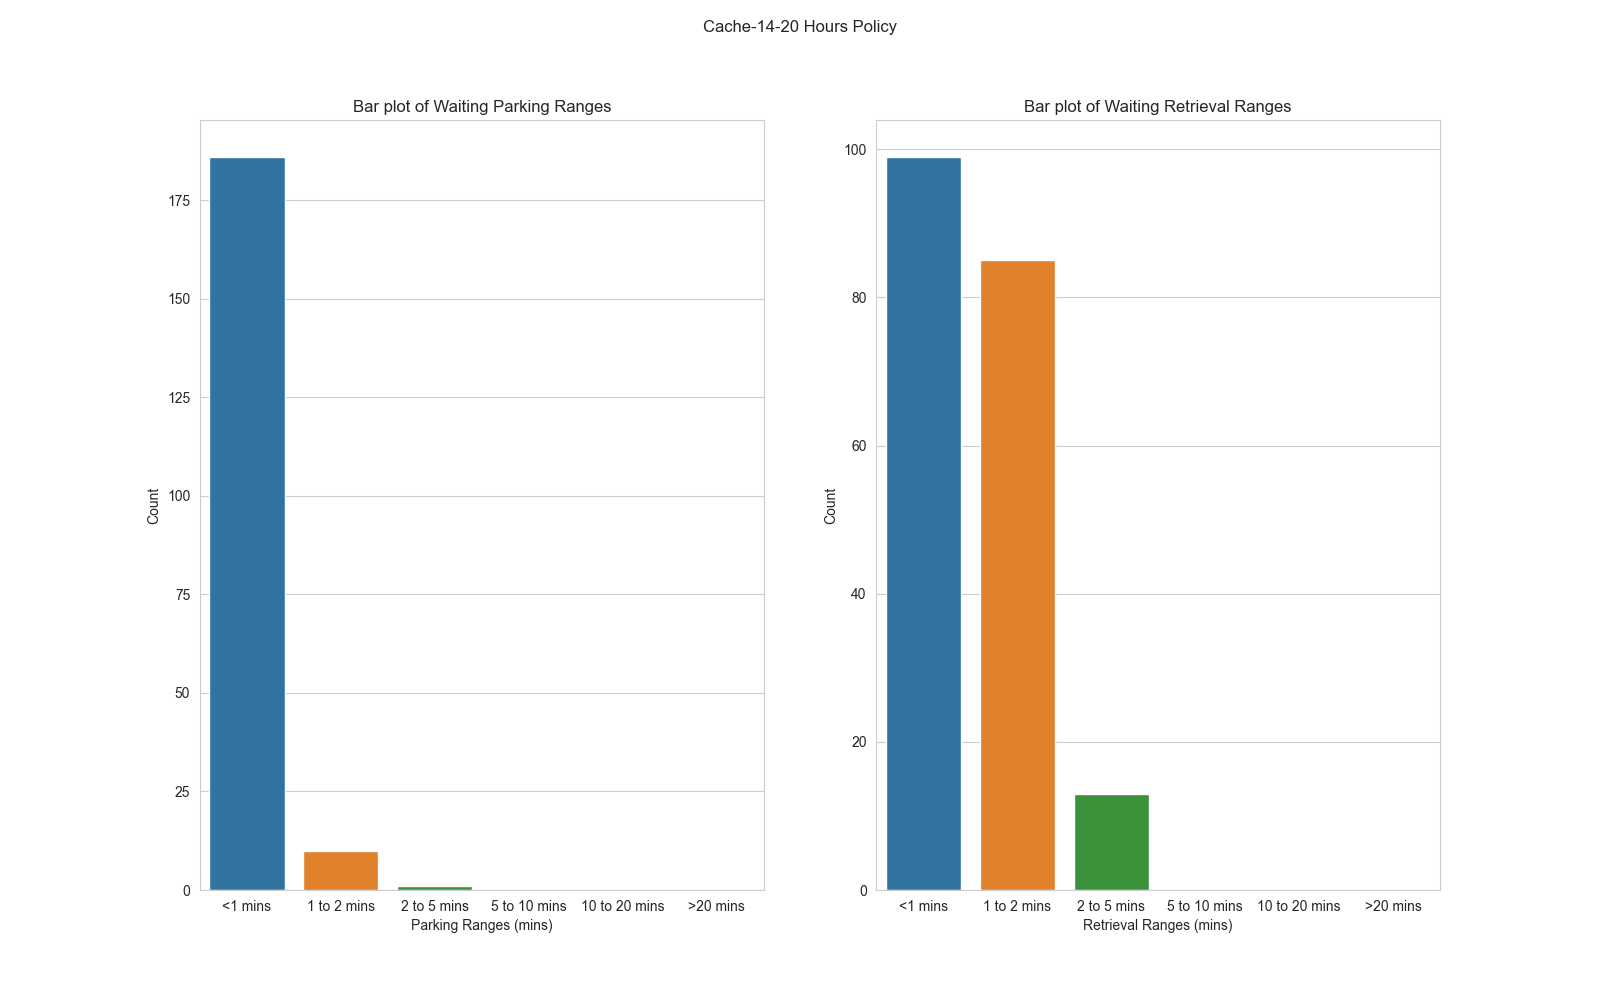 Cache-14-20 Hours Policy
Bar plot of Waiting Parking Ranges
Count
175
150
125
100
75
50
25
0
<1 mins
1 to 2 mins
2 to 5 mins
5 to 10 mins
10 to 20 mins
>20 mins
Parking Ranges (mins)
Bar plot of Waiting Retrieval Ranges
Count
100
80
60
40
20
0
<1 mins
1 to 2 mins
2 to 5 mins
5 to 10 mins
10 to 20 mins
>20 mins
Retrieval Ranges (mins)